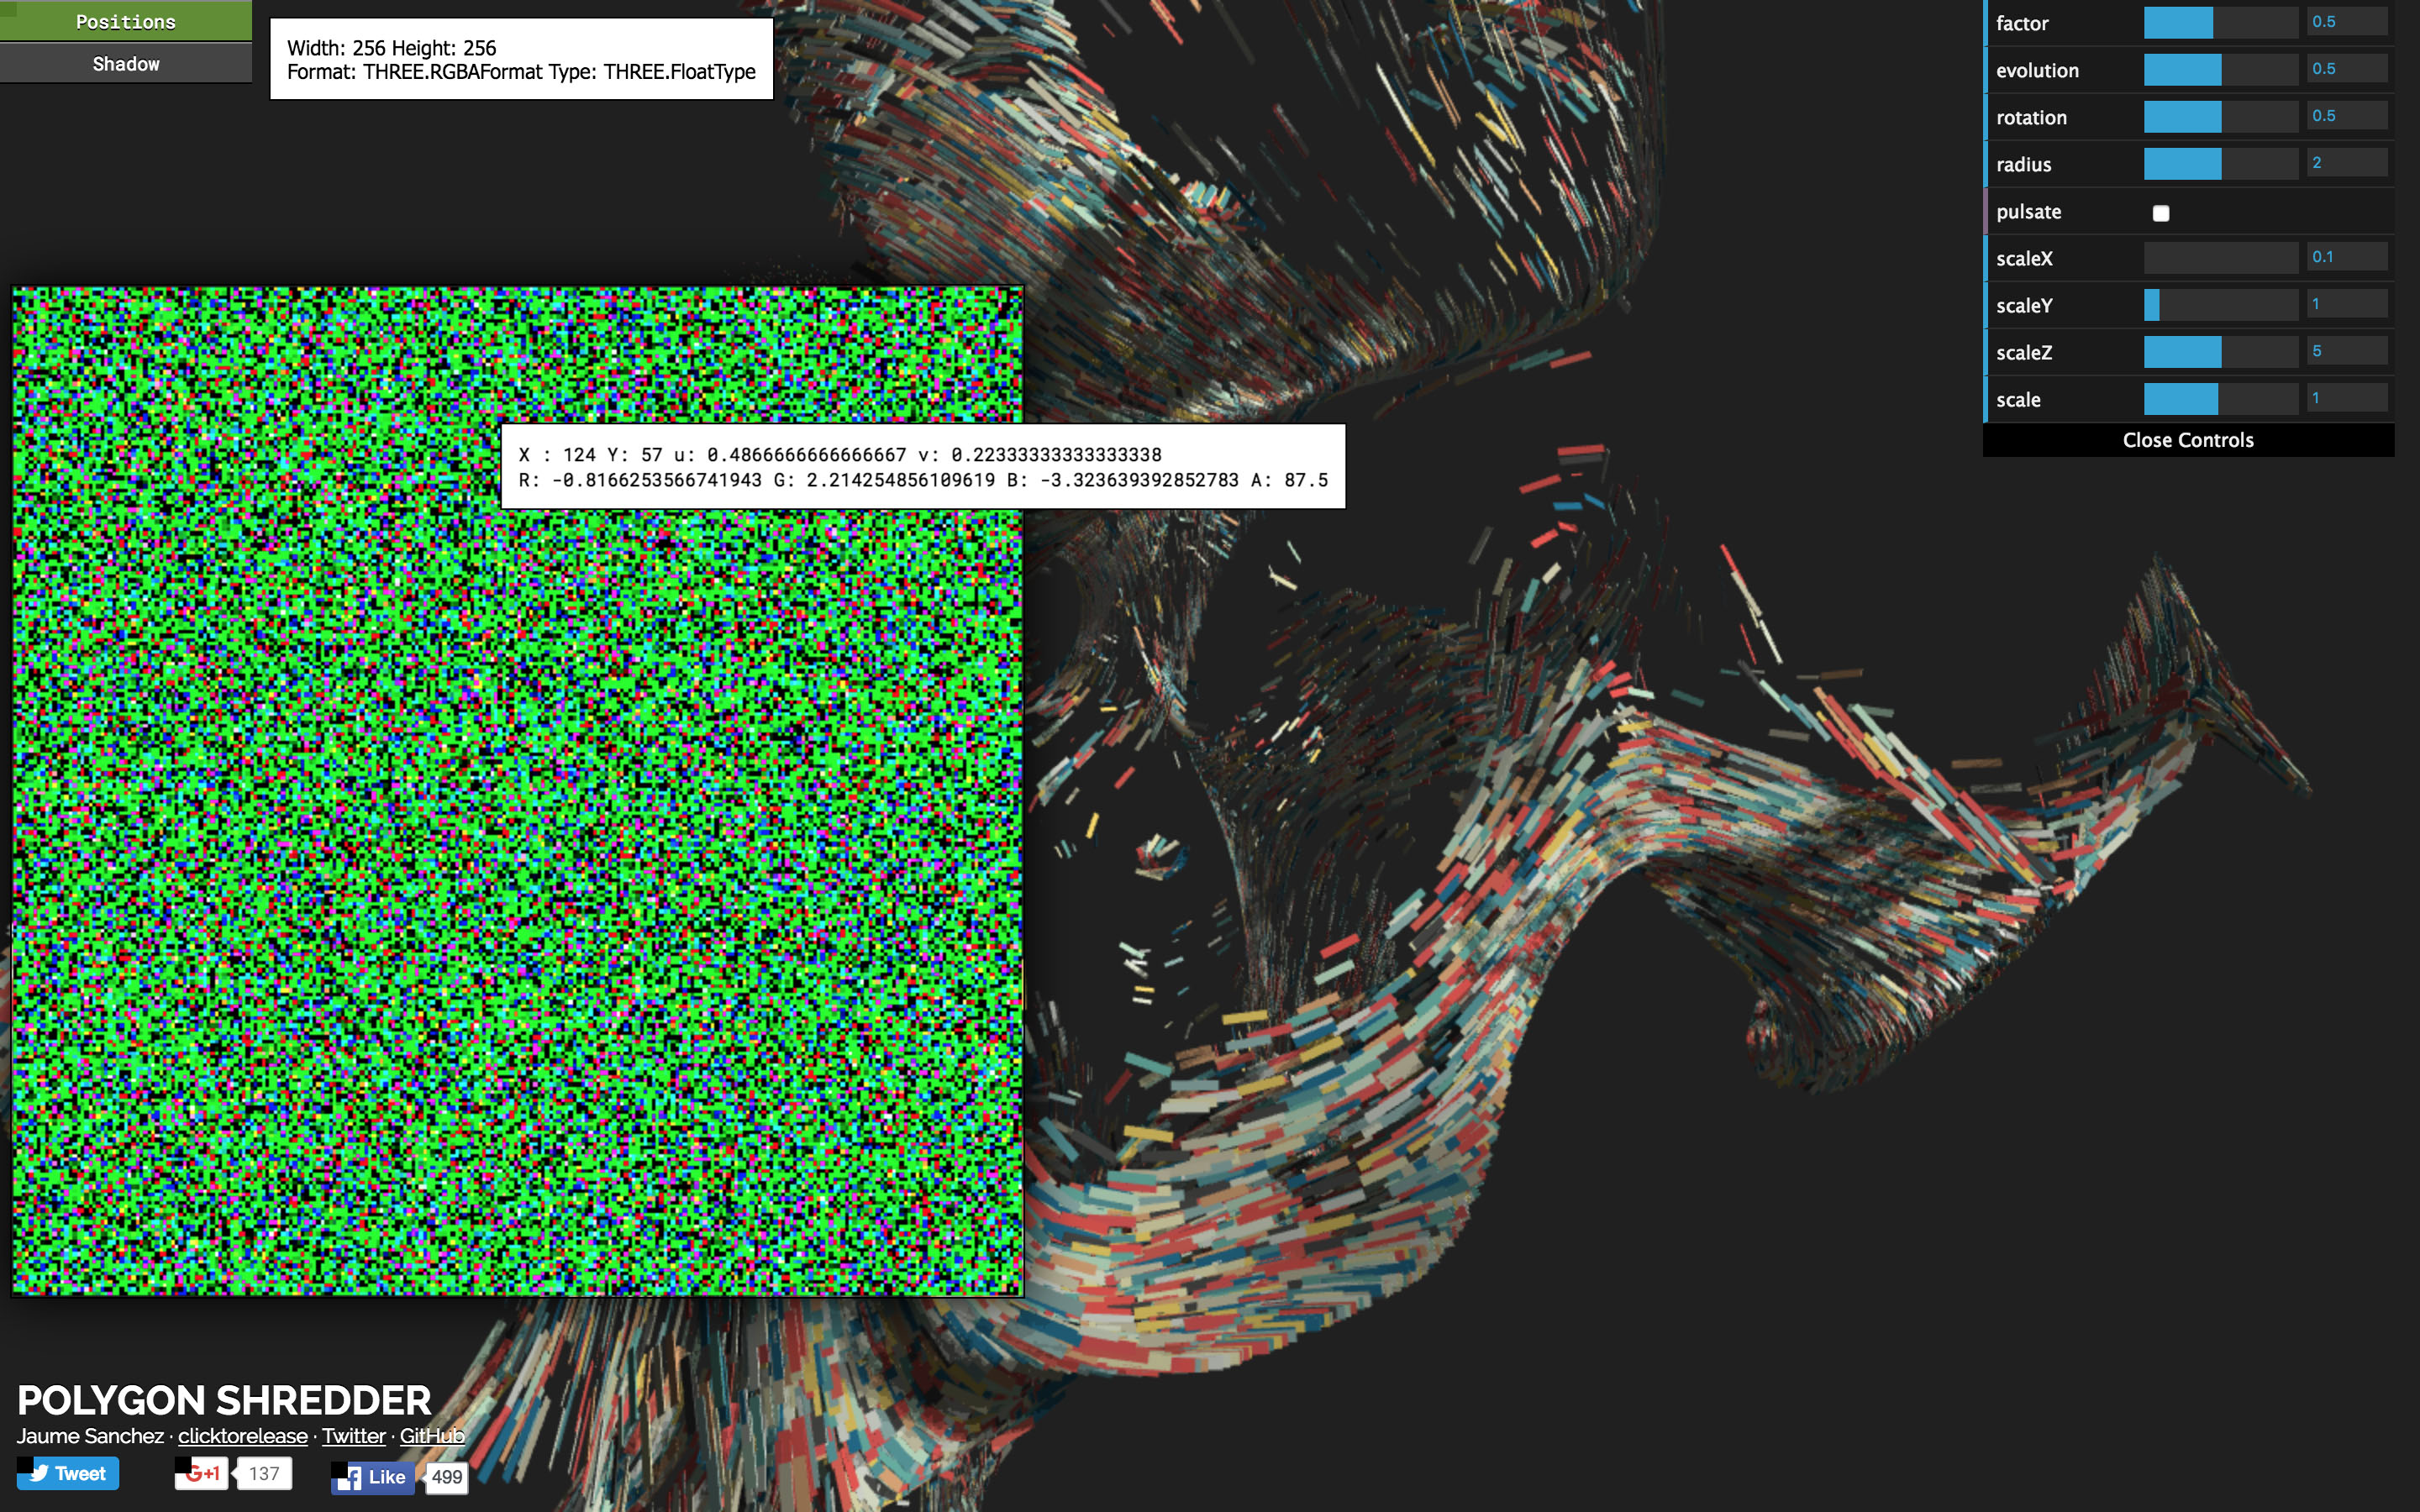 Positions
Shadow
Width: 256 Height: 256
Format: THREE.RGBAFormat Type: THREE.FloatType
factor 0.5
evolution 0.5
rotation 0.5
radius 2
pulsate
scaleX 0.1
scaleY 1
scaleZ 5
scale 1
Close Controls
X : 124 Y: 57 u: 0.4866666666666667 v: 0.22333333333333338
R: -0.8166253566741943 G: 2.214254856109619 B: -3.323639392852783 A: 87.5
POLYGON SHREDDER
Jaume Sanchez · clicktorelease · Twitter · GitHub
Tweet G+1 137 Like 499